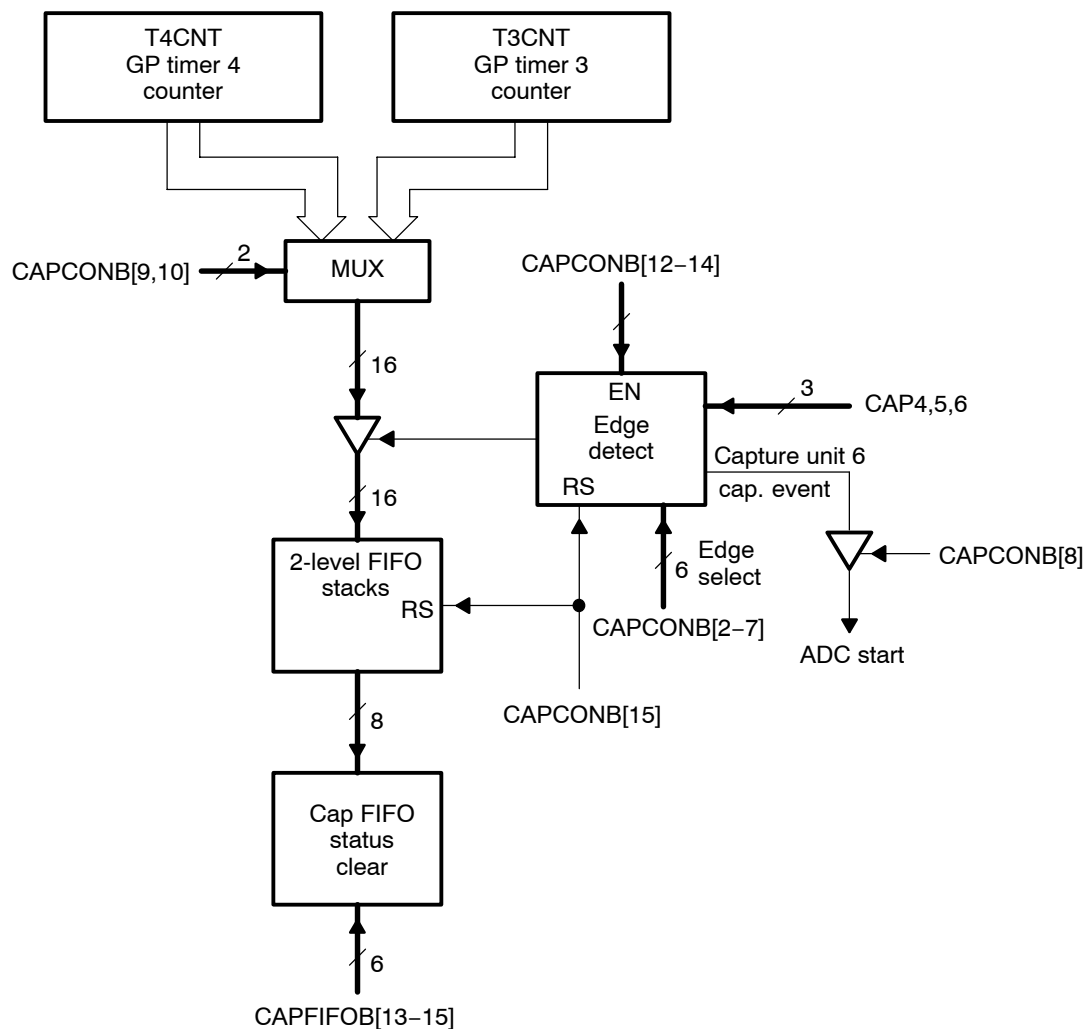 T4CNT
GP timer 4
counter
T3CNT
GP timer 3
counter
CAPCONB[9,10]
2
MUX
CAPCONB[12−14]
16
EN
3
CAP4,5,6
Edge
detect
Capture unit 6
cap. event
RS
16
2-level FIFO
stacks
RS
6
Edge
select
CAPCONB[8]
CAPCONB[2−7]
ADC start
CAPCONB[15]
8
Cap FIFO
status
clear
6
CAPFIFOB[13−15]